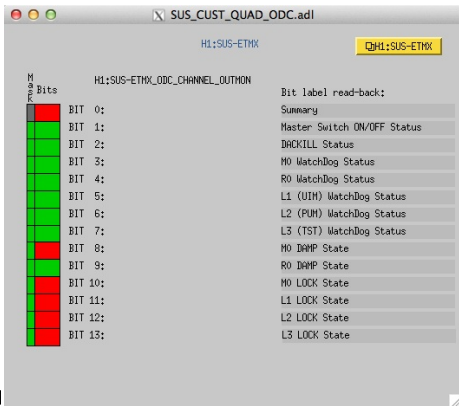 SUS_CUST_QUAD_ODC.adl
H1:SUS-ETMX
H1:SUS-ETMX
Mask
Bits
H1:SUS-ETMX_ODC_CHANNEL_OUTMON
Bit label read-back:
BIT 0: Summary
BIT 1: Master Switch ON/OFF Status
BIT 2: DACKILL Status
BIT 3: M0 WatchDog Status
BIT 4: R0 WatchDog Status
BIT 5: L1 (UIM) WatchDog Status
BIT 6: L2 (PUM) WatchDog Status
BIT 7: L3 (TST) WatchDog Status
BIT 8: M0 DAMP State
BIT 9: R0 DAMP State
BIT 10: M0 LOCK State
BIT 11: L1 LOCK State
BIT 12: L2 LOCK State
BIT 13: L3 LOCK State